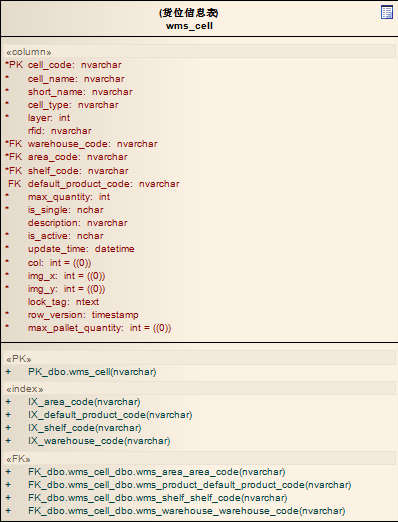 (货位信息表)
wms_cell
«column»
*PK cell_code: nvarchar
* cell_name: nvarchar
* short_name: nvarchar
* cell_type: nvarchar
* layer: int
rfid: nvarchar
*FK warehouse_code: nvarchar
*FK area_code: nvarchar
*FK shelf_code: nvarchar
FK default_product_code: nvarchar
* max_quantity: int
* is_single: nchar
description: nvarchar
* is_active: nchar
* update_time: datetime
* col: int = ((0))
* img_x: int = ((0))
* img_y: int = ((0))
lock_tag: ntext
* row_version: timestamp
* max_pallet_quantity: int = ((0))
«PK»
+ PK_dbo.wms_cell(nvarchar)
«index»
+ IX_area_code(nvarchar)
+ IX_default_product_code(nvarchar)
+ IX_shelf_code(nvarchar)
+ IX_warehouse_code(nvarchar)
«FK»
+ FK_dbo.wms_cell_dbo.wms_area_area_code(nvarchar)
+ FK_dbo.wms_cell_dbo.wms_product_default_product_code(nvarchar)
+ FK_dbo.wms_cell_dbo.wms_shelf_shelf_code(nvarchar)
+ FK_dbo.wms_cell_dbo.wms_warehouse_warehouse_code(nvarchar)